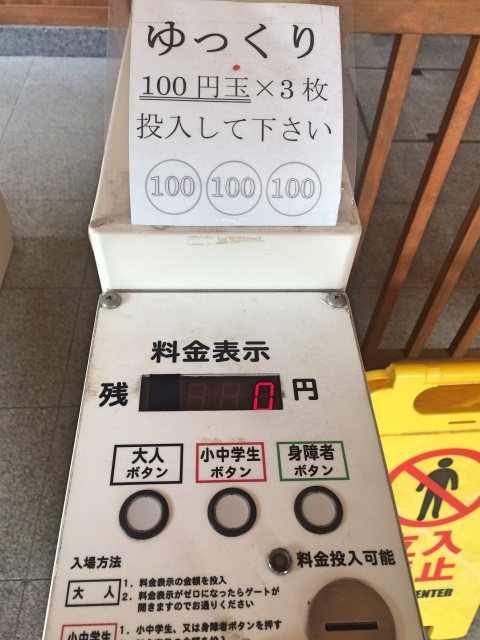 ゆっくり
100円玉×3枚
投入して下さい
100 100 100
料金表示
残 0 円
大人
ボタン
小中学生
ボタン
身障者
ボタン
料金投入可能
入場方法
大人
1. 料金表示の金額を投入
2. 料金表示がゼロになったらゲートが
開きますのでお通りください
小中学生
1. 小中学生、又は身障者ボタンを押す
立入
止
ENTER